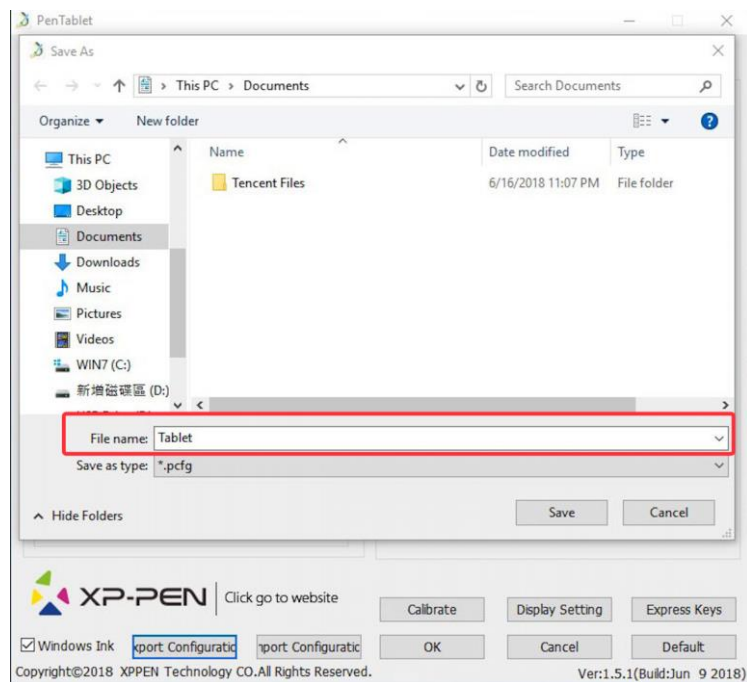 PenTablet
Save As
This PC > Documents
Search Documents
Organize
New folder
Name
Date modified
Type
This PC
3D Objects
Desktop
Documents
Downloads
Music
Pictures
Videos
WIN7 (C:)
新增磁碟區 (D:)
Tencent Files
6/16/2018 11:07 PM
File folder
File name: Tablet
Save as type: *.pcfg
Hide Folders
Save
Cancel
XP-PEN
Click go to website
Calibrate
Display Setting
Express Keys
Windows Ink
xport Configuratic
nport Configuratic
OK
Cancel
Default
Copyright©2018 XPPEN Technology CO.All Rights Reserved.
Ver:1.5.1(Build:Jun 9 2018)